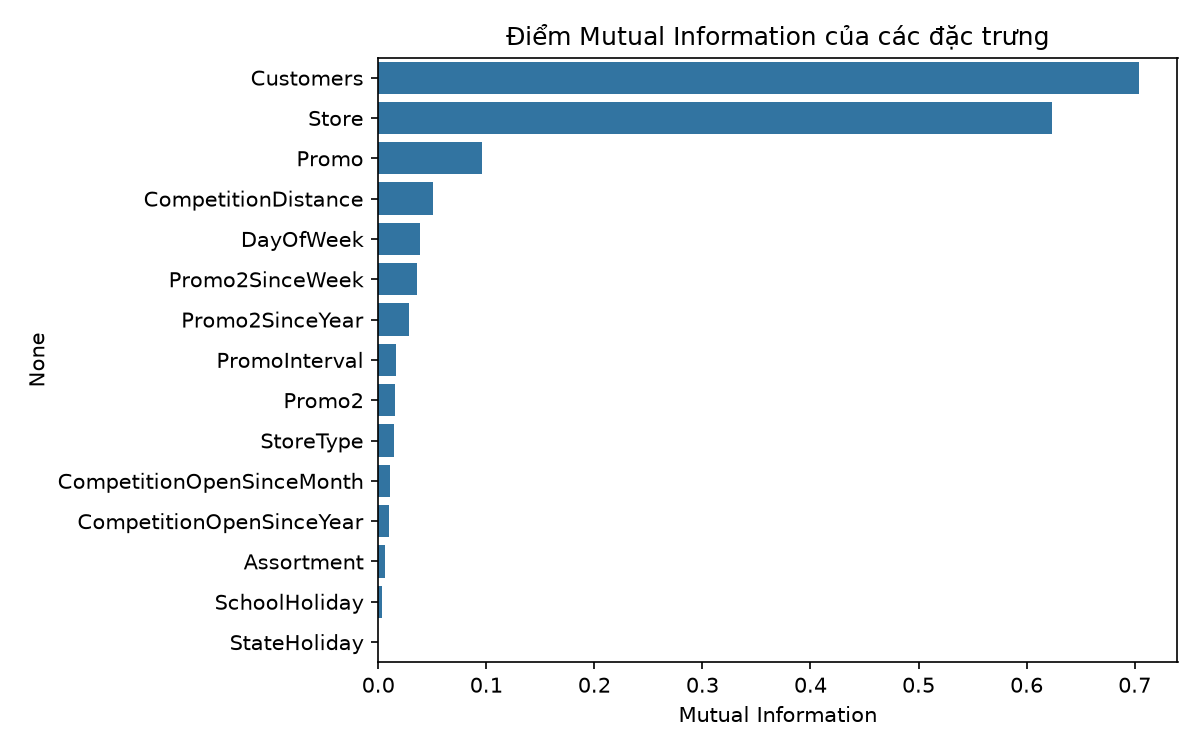 Điểm Mutual Information của các đặc trưng
None
Customers
Store
Promo
CompetitionDistance
DayOfWeek
Promo2SinceWeek
Promo2SinceYear
PromoInterval
Promo2
StoreType
CompetitionOpenSinceMonth
CompetitionOpenSinceYear
Assortment
SchoolHoliday
StateHoliday
0.0 0.1 0.2 0.3 0.4 0.5 0.6 0.7
Mutual Information